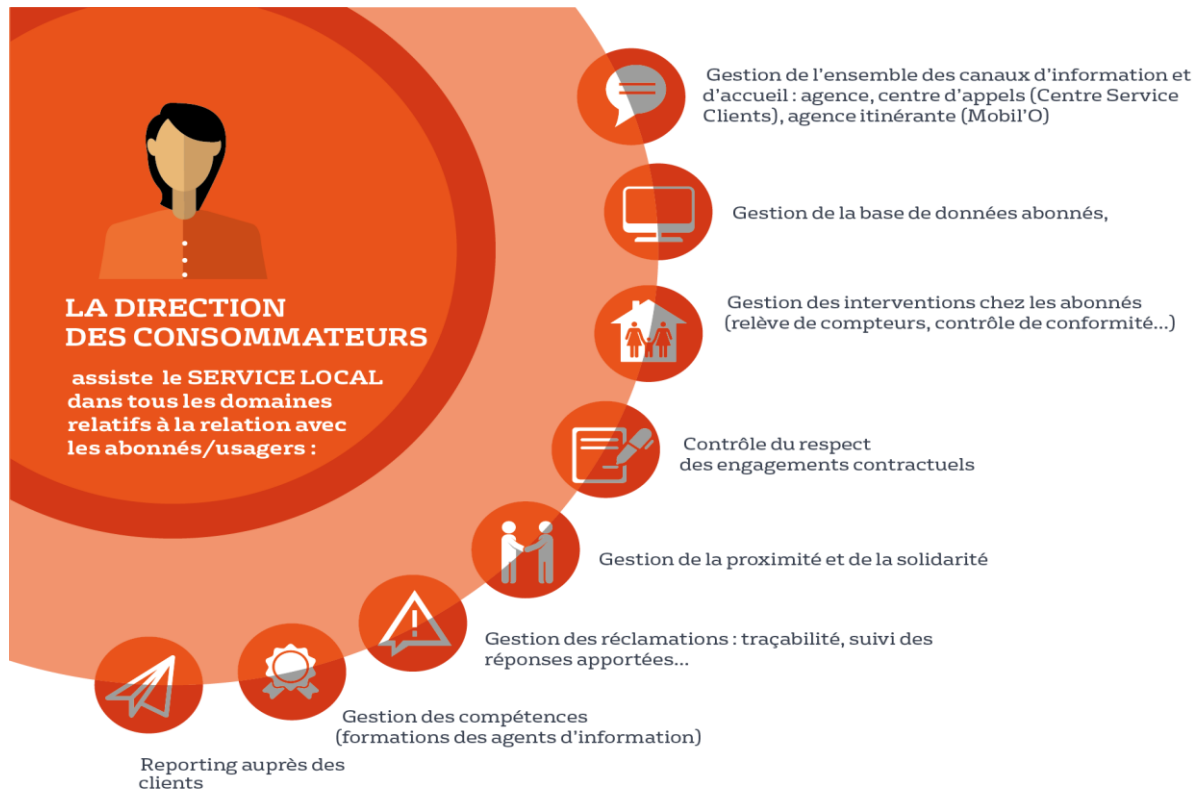 LA DIRECTION
DES CONSOMMATEURS
assiste le SERVICE LOCAL
dans tous les domaines
relatifs à la relation avec
les abonnés/usagers :
Gestion de l'ensemble des canaux d'information et
d'accueil : agence, centre d'appels (Centre Service
Clients), agence itinérante (Mobil'O)
Gestion de la base de données abonnés,
Gestion des interventions chez les abonnés
(relève de compteurs, contrôle de conformité...)
Contrôle du respect
des engagements contractuels
Gestion de la proximité et de la solidarité
Gestion des réclamations : traçabilité, suivi des
réponses apportées...
Gestion des compétences
(formations des agents d'information)
Reporting auprès des
clients